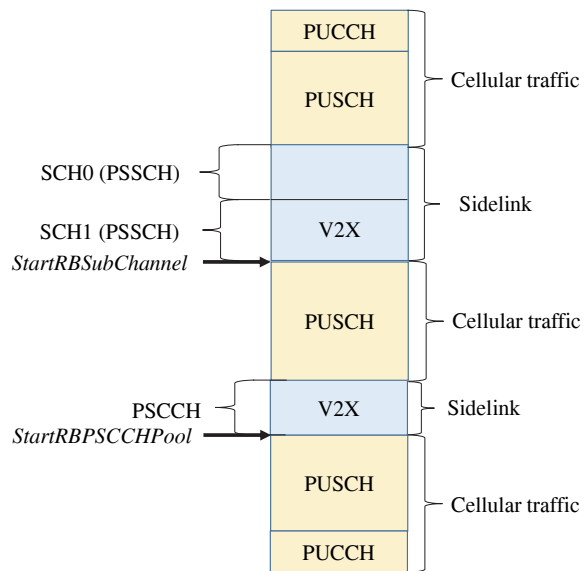 PUCCH
Cellular traffic
PUSCH
SCH0 (PSSCH)
Sidelink
SCH1 (PSSCH)
V2X
StartRBSubChannel
PUSCH
Cellular traffic
PSCCH
V2X
Sidelink
StartRBPSCCHPool
PUSCH
Cellular traffic
PUCCH